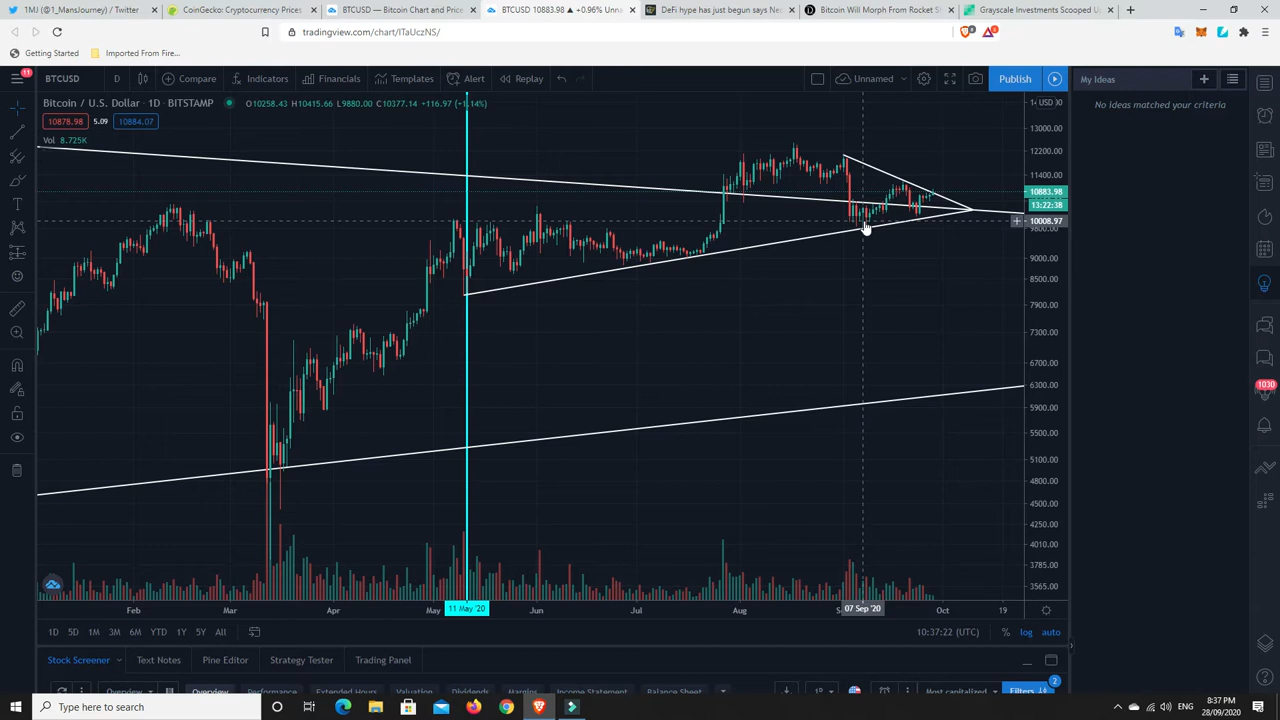 1MJ (@1_MansJourney) / Twitter
CoinGecko: Cryptocurrency Prices
BTCUSD — Bitcoin Chart and Price
BTCUSD 10883.98 ▲ +0.96% Unna
DeFi hype has just begun says Neo
Bitcoin Will Morph From Rocket S
Grayscale Investments Scooped U
tradingview.com/chart/ITaUczNS/
Getting Started
Imported From Fire...
11
BTCUSD
D
Compare
Indicators
Financials
Templates
Alert
Replay
Unnamed
Publish
My Ideas
Bitcoin / U.S. Dollar · 1D · BITSTAMP
O10258.43 H10415.66 L9880.00 C10377.14 +116.97 (+1.14%)
USD
No ideas matched your criteria
10878.98
5.09
10884.07
Vol 8.725K
13000.00
12200.00
11400.00
10883.98
13:22:38
10008.97
9600.00
9000.00
8500.00
7900.00
7300.00
6700.00
6300.00
5900.00
5500.00
5100.00
4800.00
4500.00
4250.00
4010.00
3785.00
3565.00
1030
Feb
Mar
Apr
May
11 May '20
Jun
Jul
Aug
07 Sep '20
Oct
19
1D
5D
1M
3M
6M
YTD
1Y
5Y
All
10:37:22 (UTC)
%
log
auto
Stock Screener
Text Notes
Pine Editor
Strategy Tester
Trading Panel
Overview
Overview
Performance
Extended Hours
Valuation
Dividends
Margins
Income Statement
Balance Sheet
Most capitalized
Filters
2
Type here to search
8:37 PM
28/09/2020